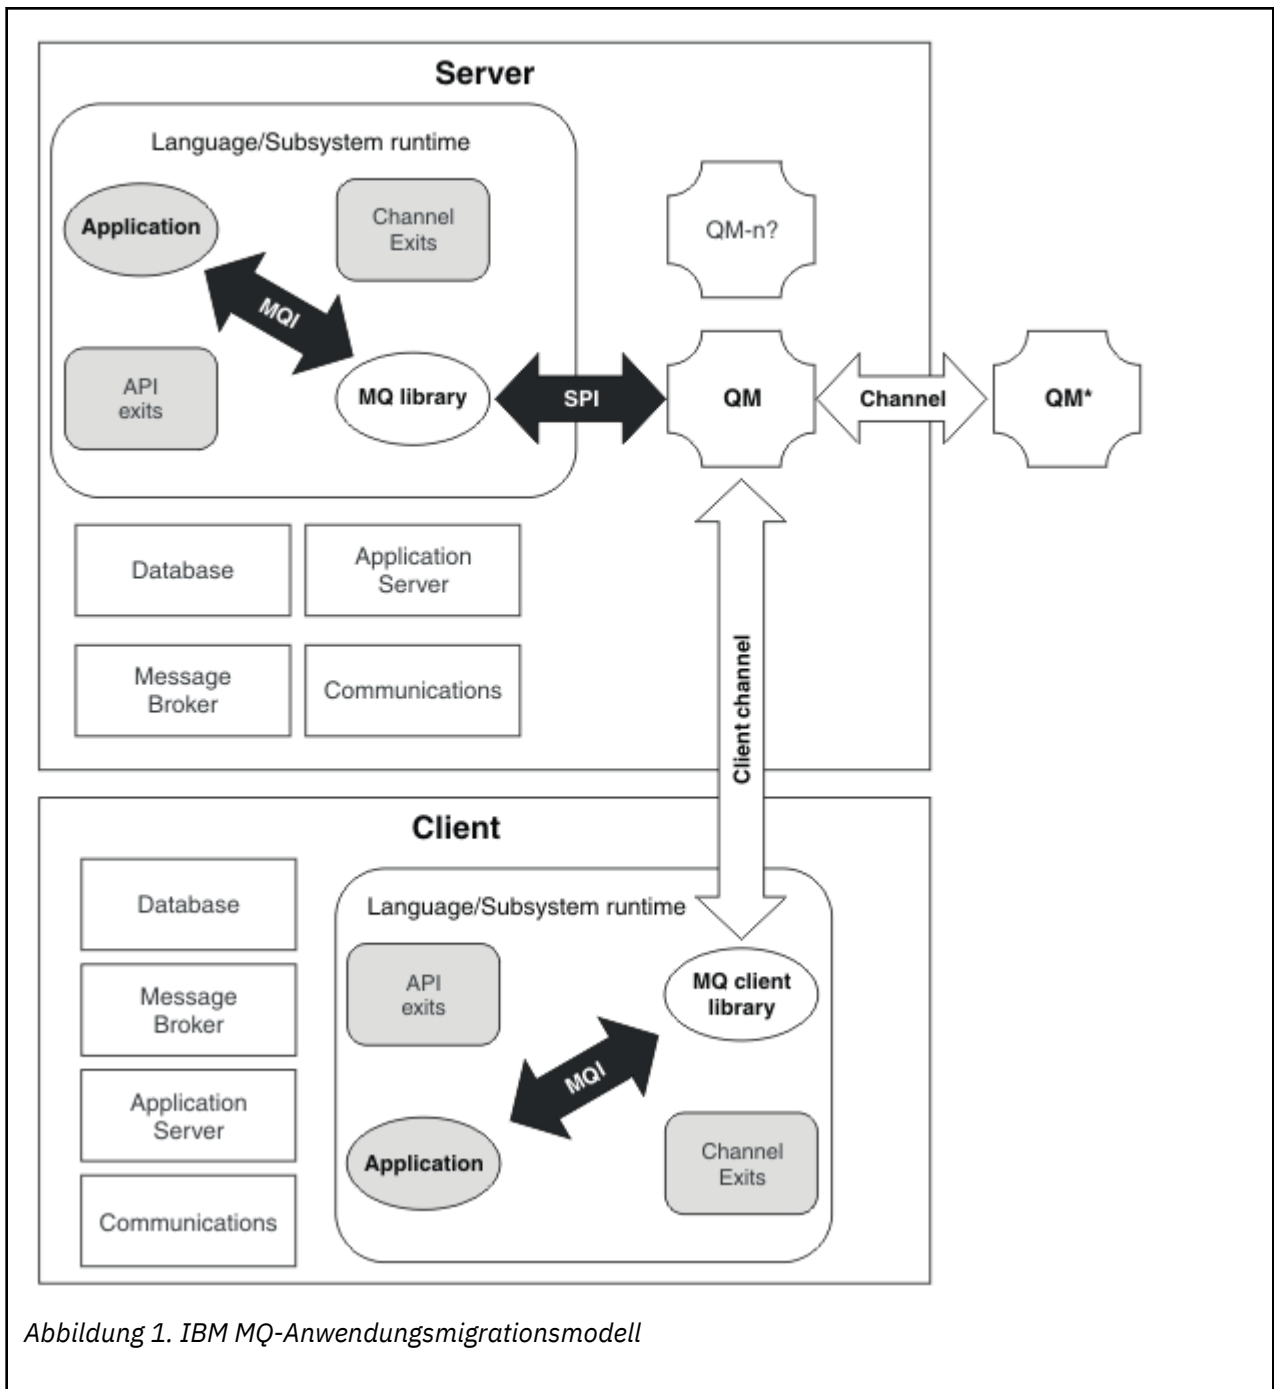 Server
Language/Subsystem runtime
Application
Channel
Exits
MQI
API
exits
MQ library
SPI
QM-n?
QM
Channel
QM*
Database
Application
Server
Message
Broker
Communications
Client channel
Client
Database
Message
Broker
Application
Server
Communications
Language/Subsystem runtime
API
exits
MQ client
library
MQI
Application
Channel
Exits
Abbildung 1. IBM MQ-Anwendungsmigrationsmodell